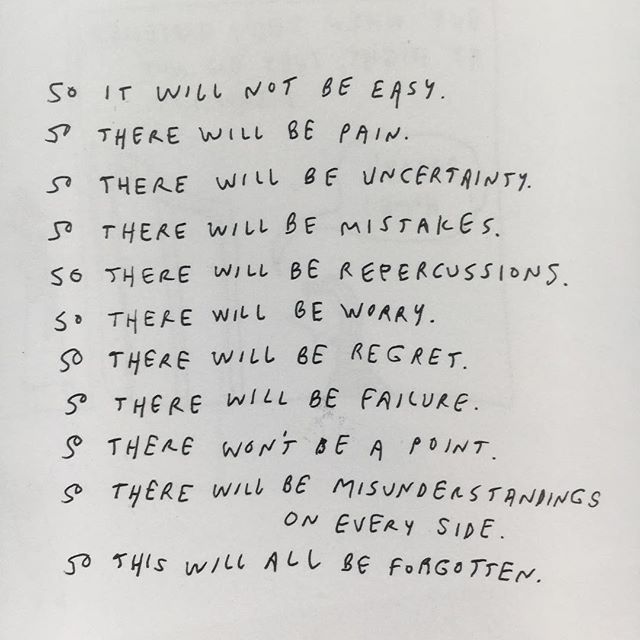 SO IT WILL NOT BE EASY.
SO THERE WILL BE PAIN.
SO THERE WILL BE UNCERTAINTY.
SO THERE WILL BE MISTAKES.
SO THERE WILL BE REPERCUSSIONS.
SO THERE WILL BE WORRY.
SO THERE WILL BE REGRET.
SO THERE WILL BE FAILURE.
SO THERE WON'T BE A POINT.
SO THERE WILL BE MISUNDERSTANDINGS
ON EVERY SIDE.
SO THIS WILL ALL BE FORGOTTEN.